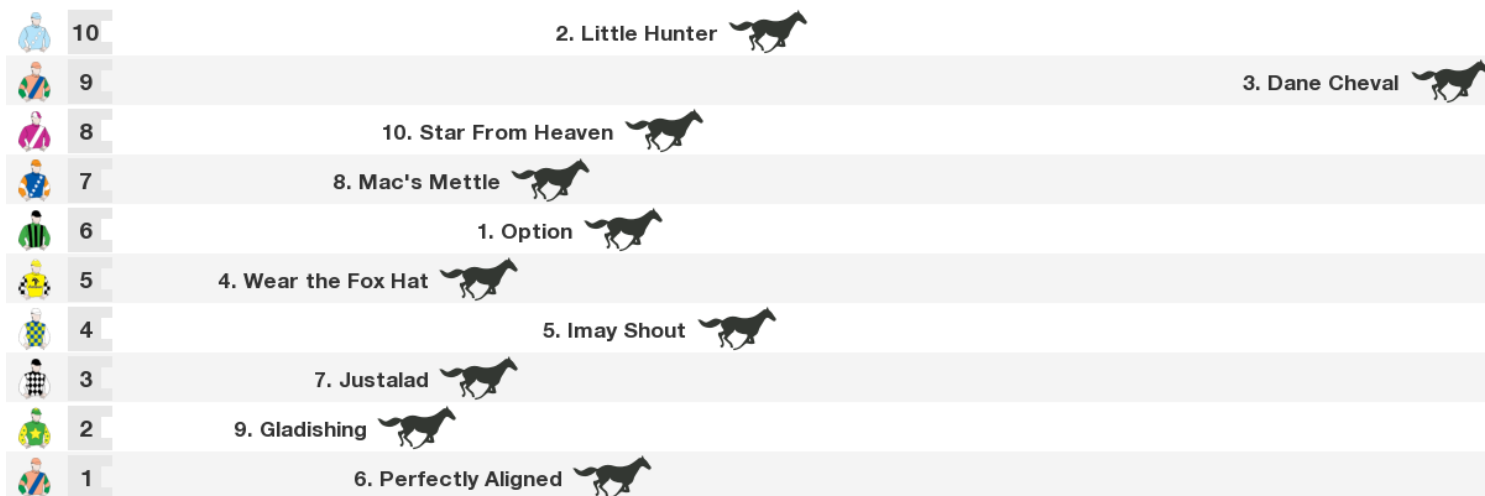 10 2. Little Hunter
9 3. Dane Cheval
8 10. Star From Heaven
7 8. Mac's Mettle
6 1. Option
5 4. Wear the Fox Hat
4 5. Imay Shout
3 7. Justalad
2 9. Gladishing
1 6. Perfectly Aligned